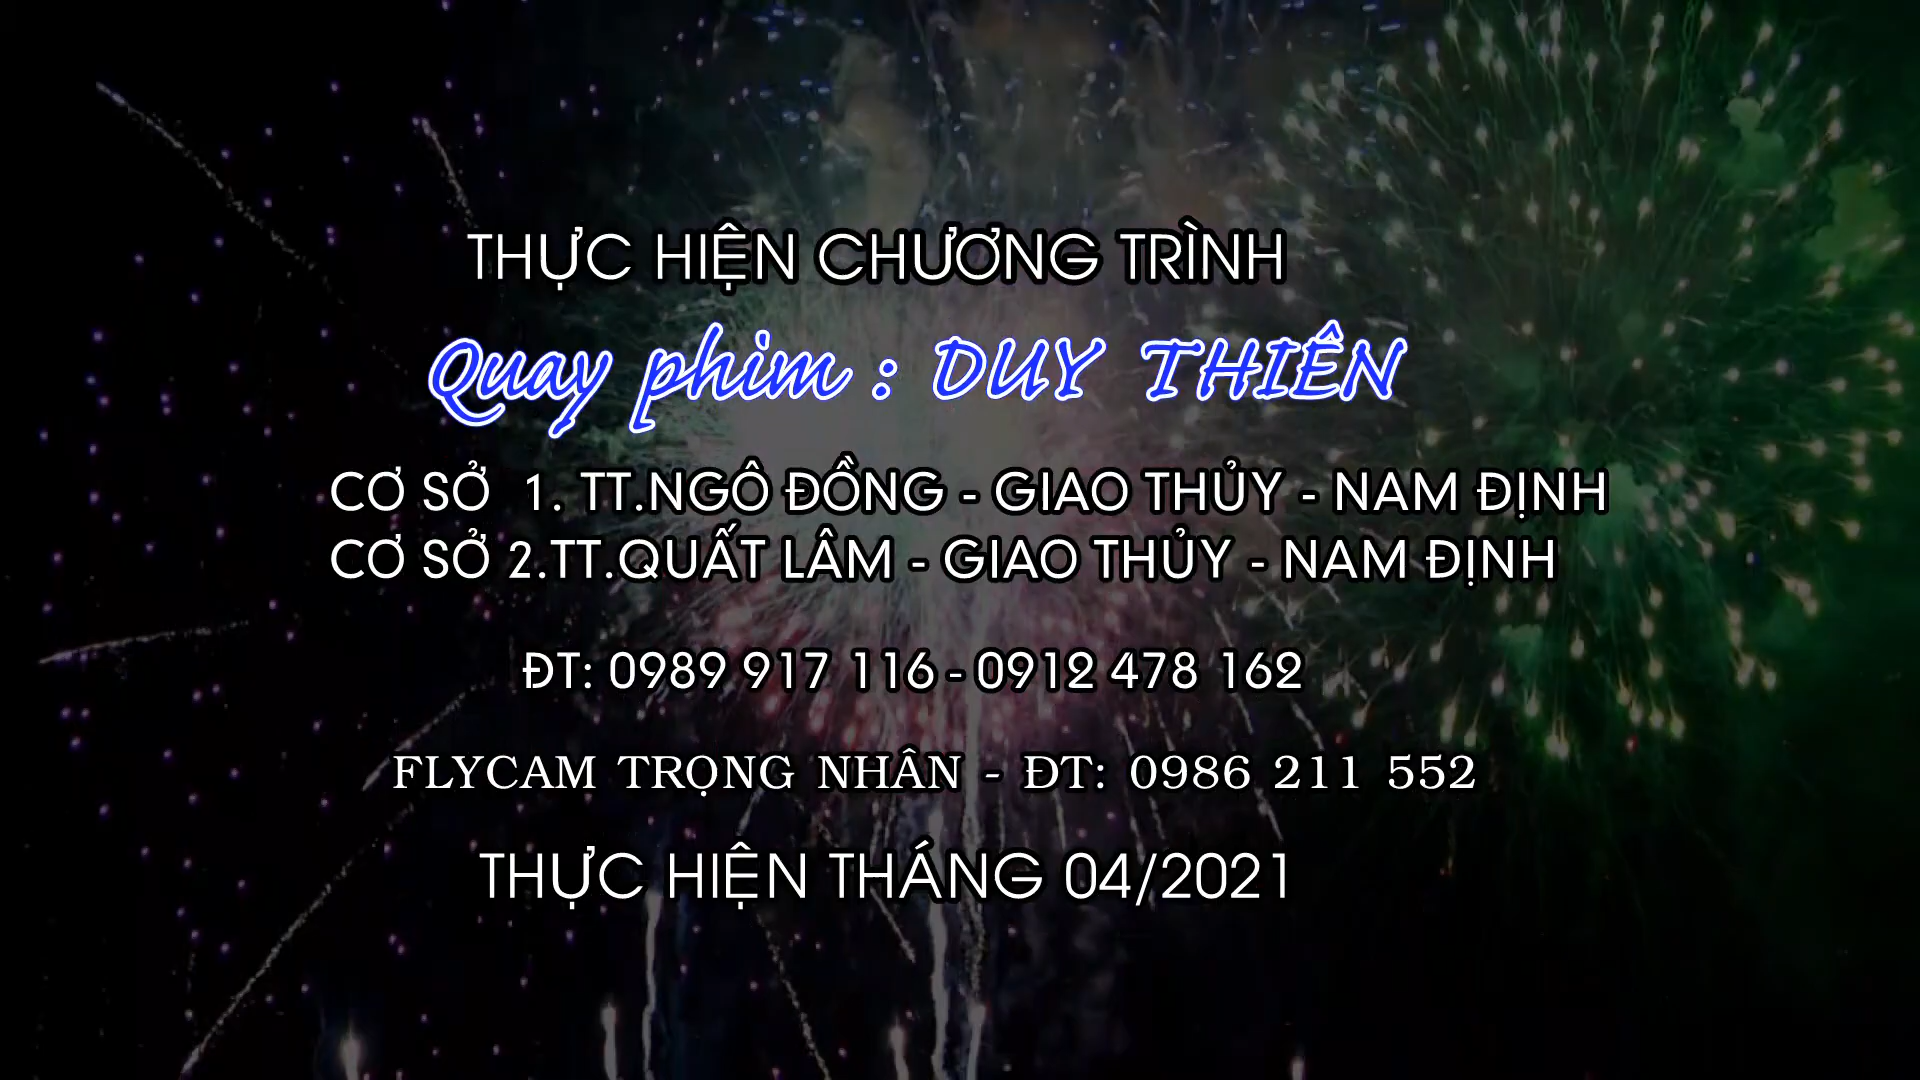 THỰC HIỆN CHƯƠNG TRÌNH
Quay phim : DUY THIÊN
CƠ SỞ 1. TT.NGÔ ĐỒNG - GIAO THỦY - NAM ĐỊNH
CƠ SỞ 2.TT.QUẤT LÂM - GIAO THỦY - NAM ĐỊNH
ĐT: 0989 917 116 - 0912 478 162
FLYCAM TRỌNG NHÂN - ĐT: 0986 211 552
THỰC HIỆN THÁNG 04/2021